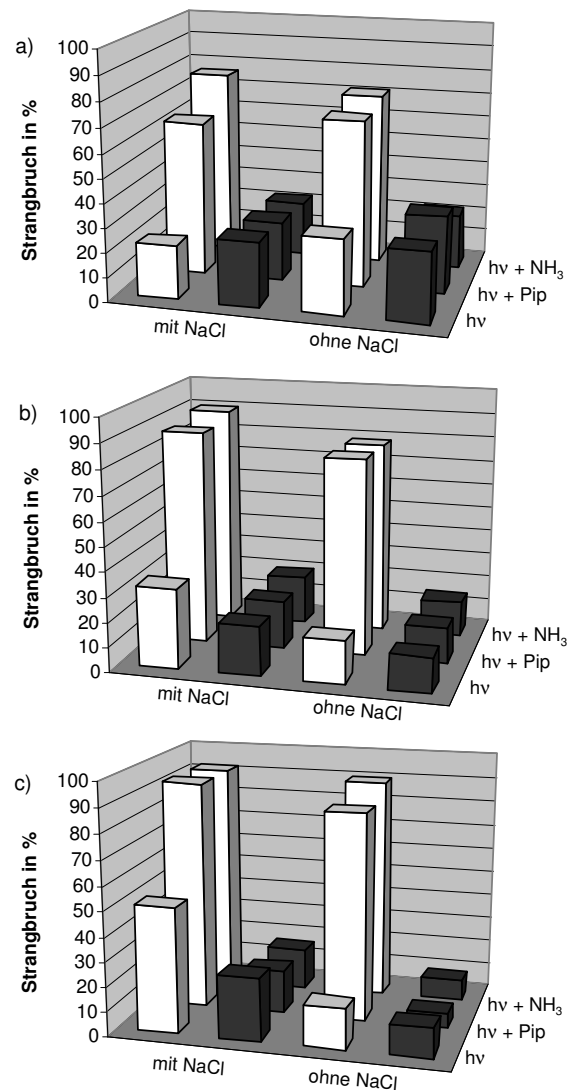 a)
Strangbruch in %
100
90
80
70
60
50
40
30
20
10
0
mit NaCl
ohne NaCl
hν + NH₃
hν + Pip
hν
b)
Strangbruch in %
100
90
80
70
60
50
40
30
20
10
0
mit NaCl
ohne NaCl
hν + NH₃
hν + Pip
hν
c)
Strangbruch in %
100
90
80
70
60
50
40
30
20
10
0
mit NaCl
ohne NaCl
hν + NH₃
hν + Pip
hν